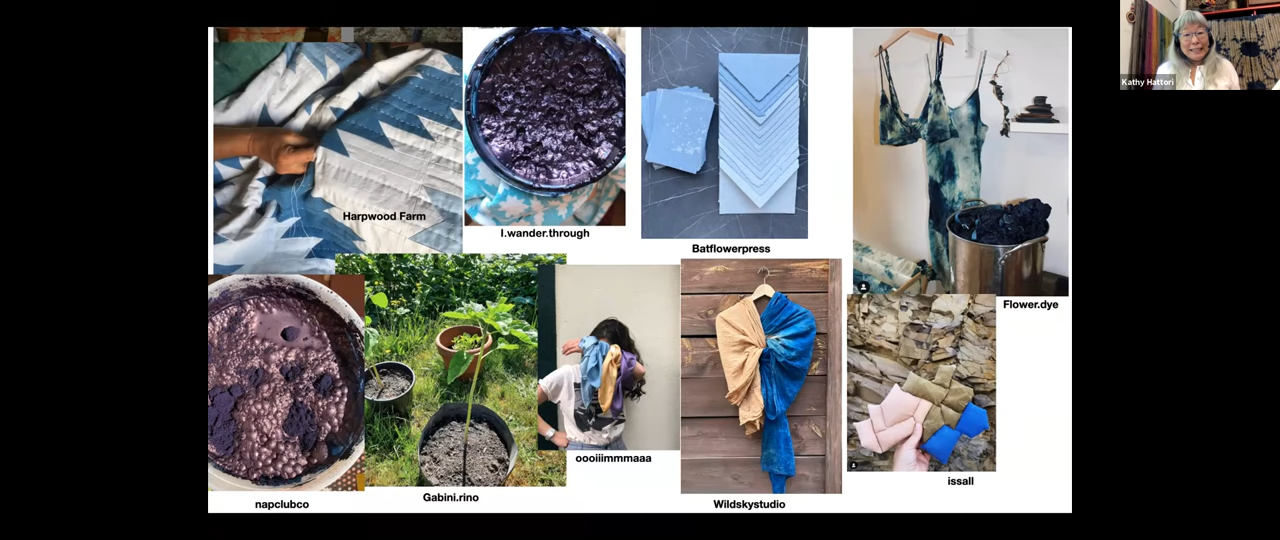 Kathy Hattori
Harpwood Farm
I.wander.through
Batflowerpress
Flower.dye
oooiiimmmaaa
issall
Gabini.rino
napclubco
Wildskystudio